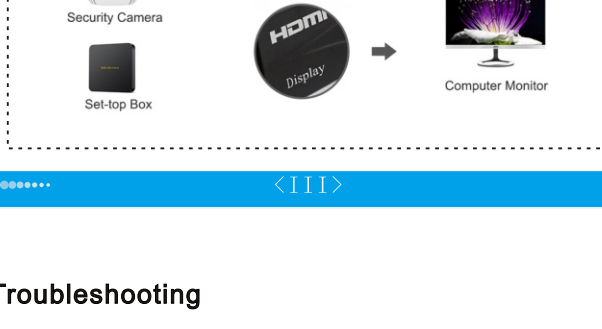 Security Camera
HDMI
Display
Set-top Box
Computer Monitor
<III>
Troubleshooting